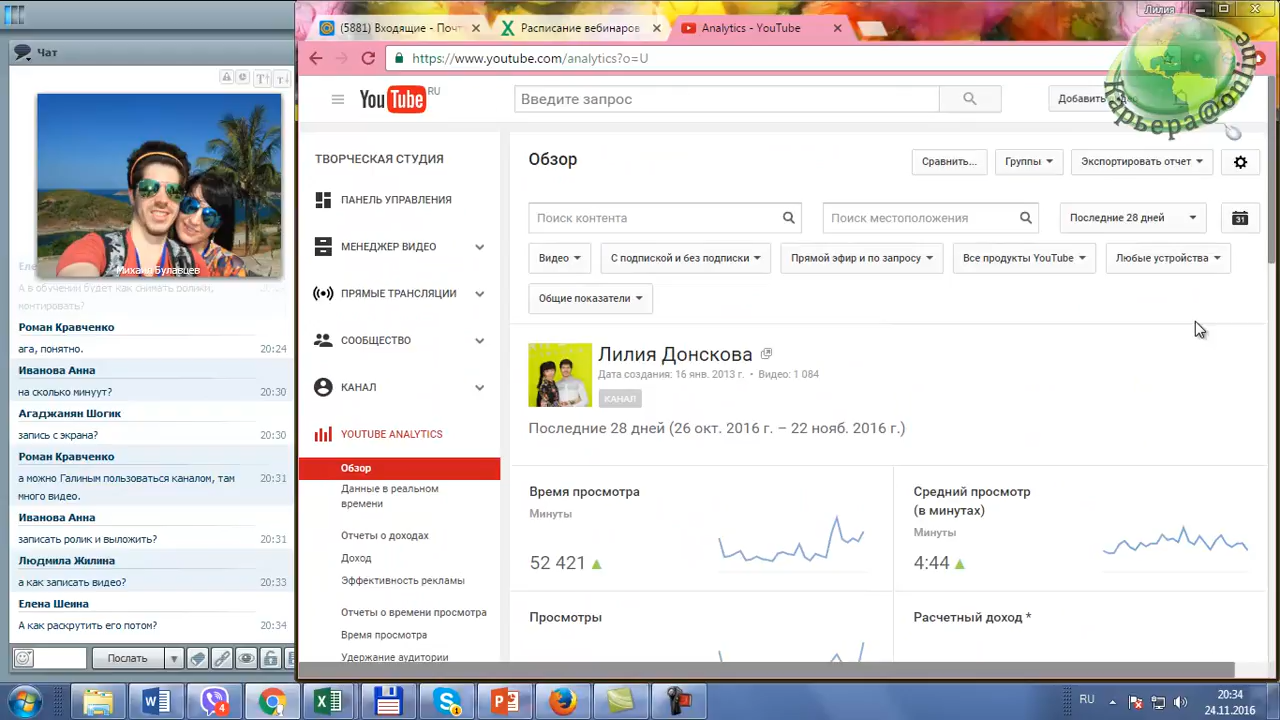 Чат
Михаил Булавцев
А в обучении будет как снимать ролики,
монтировать?
Роман Кравченко
ага, понятно.
20:24
Иванова Анна
на сколько минуут?
20:30
Агаджанян Шогик
запись с экрана?
20:30
Роман Кравченко
а можно Галиным пользоваться каналом, там
20:31
много видео.
Иванова Анна
записать ролик и выложить?
20:31
Людмила Жилина
а как записать видео?
20:33
Елена Шеина
А как раскрутить его потом?
20:34
Послать
Лилия
(5881) Входящие - Почт
Расписание вебинаров
Analytics - YouTube
https://www.youtube.com/analytics?o=U
Карьера@online
YouTube RU
Введите запрос
Добавить
ТВОРЧЕСКАЯ СТУДИЯ
ПАНЕЛЬ УПРАВЛЕНИЯ
МЕНЕДЖЕР ВИДЕО
ПРЯМЫЕ ТРАНСЛЯЦИИ
СООБЩЕСТВО
КАНАЛ
YOUTUBE ANALYTICS
Обзор
Данные в реальном
времени
Отчеты о доходах
Доход
Эффективность рекламы
Отчеты о времени просмотра
Время просмотра
Удержание аудитории
Обзор
Сравнить...
Группы
Экспортировать отчет
Поиск контента
Поиск местоположения
Последние 28 дней
31
Видео
С подпиской и без подписки
Прямой эфир и по запросу
Все продукты YouTube
Любые устройства
Общие показатели
Лилия Донскова
Дата создания: 16 янв. 2013 г. • Видео: 1 084
КАНАЛ
Последние 28 дней (26 окт. 2016 г. – 22 нояб. 2016 г.)
Время просмотра
Минуты
52 421
Средний просмотр
(в минутах)
Минуты
4:44
Просмотры
Расчетный доход *
RU
20:34
24.11.2016